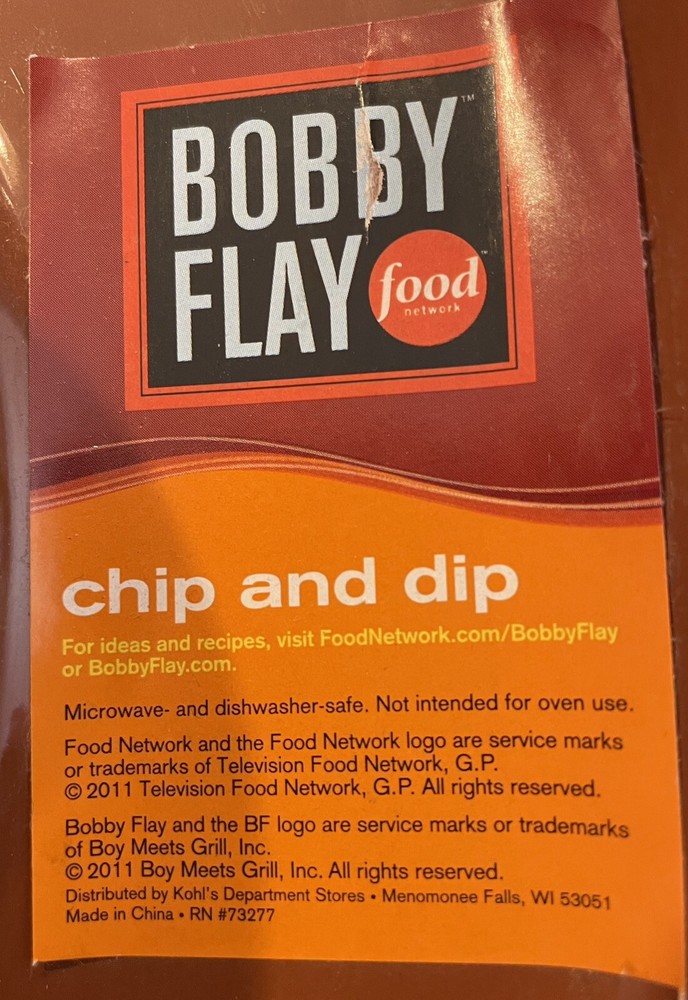 BOBBY™
FLAY
food™
network
chip and dip
For ideas and recipes, visit FoodNetwork.com/BobbyFlay
or BobbyFlay.com.
Microwave- and dishwasher-safe. Not intended for oven use.
Food Network and the Food Network logo are service marks
or trademarks of Television Food Network, G.P.
© 2011 Television Food Network, G.P. All rights reserved.
Bobby Flay and the BF logo are service marks or trademarks
of Boy Meets Grill, Inc.
© 2011 Boy Meets Grill, Inc. All rights reserved.
Distributed by Kohl's Department Stores • Menomonee Falls, WI 53051
Made in China • RN #73277